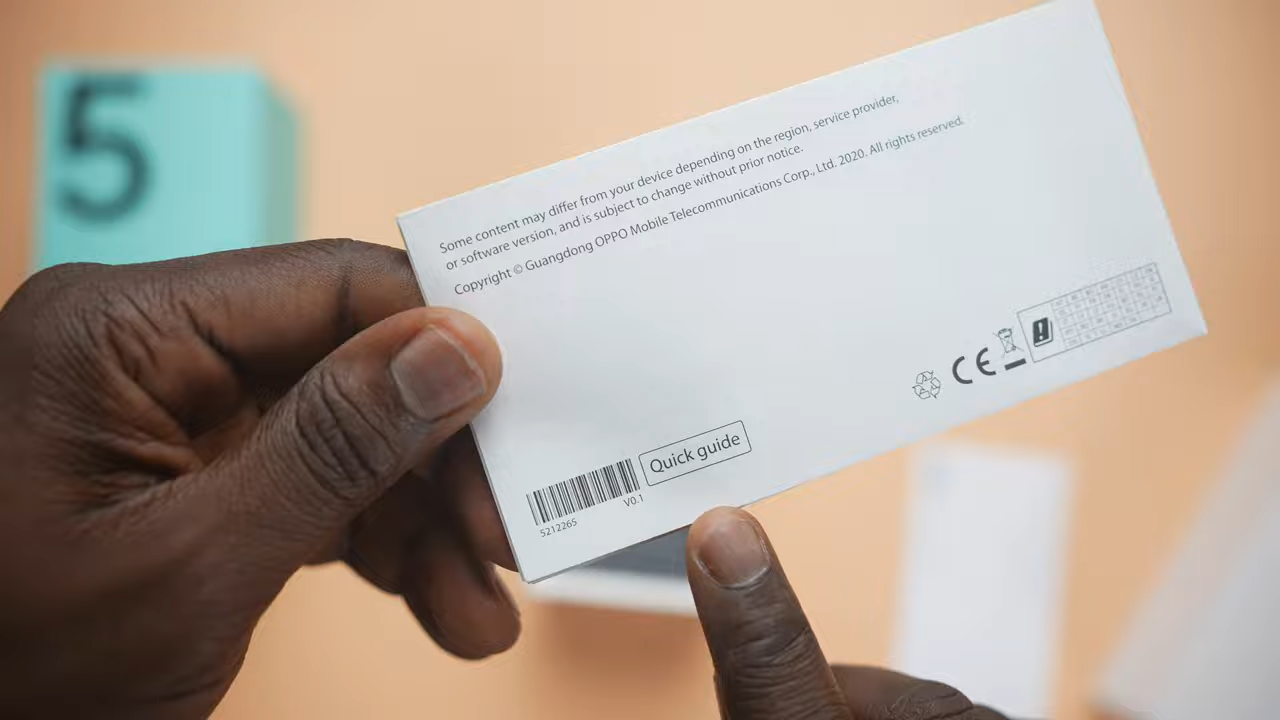 5
Some content may differ from your device depending on the region, service provider,
or software version, and is subject to change without prior notice.
Copyright © Guangdong OPPO Mobile Telecommunications Corp., Ltd. 2020. All rights reserved.
CE
Quick guide
V0.1
5212265